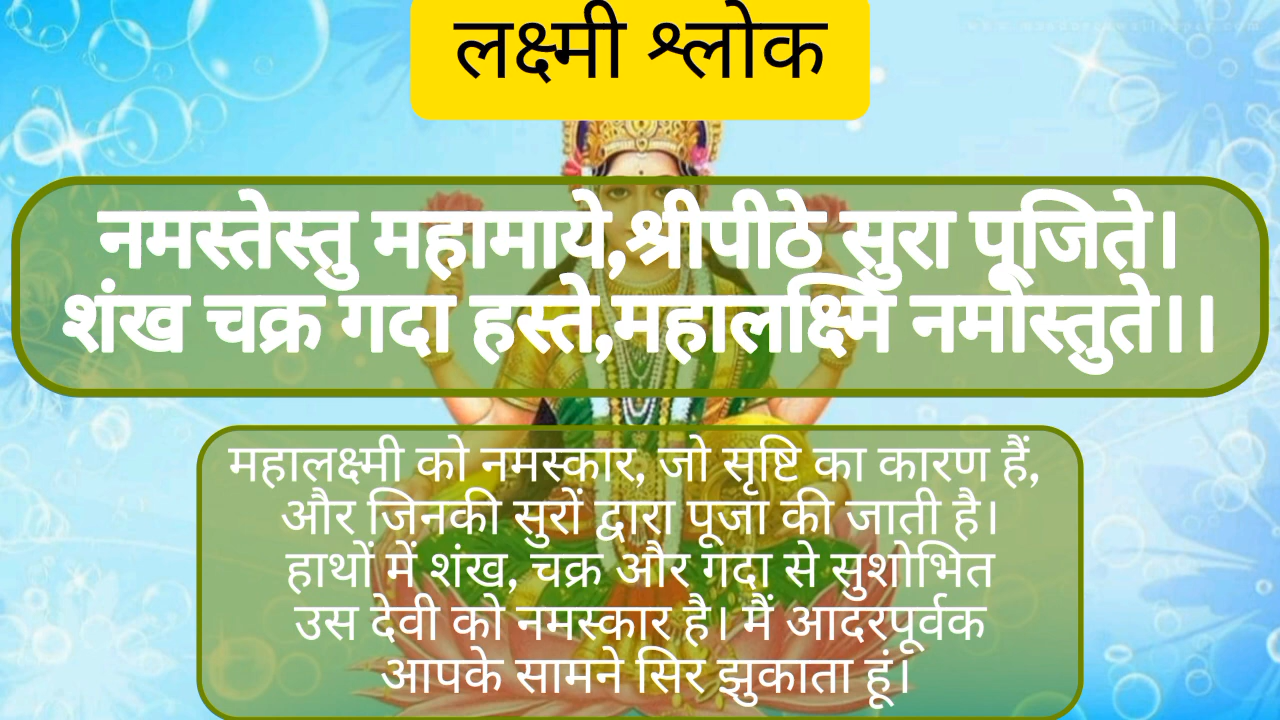 लक्ष्मी श्लोक
नमस्तेस्तु महामाये,श्रीपीठे सुरा पूजिते।
शंख चक्र गदा हस्ते,महालक्ष्मि नमोस्तुते।।
महालक्ष्मी को नमस्कार, जो सृष्टि का कारण हैं,
और जिनकी सुरों द्वारा पूजा की जाती है।
हाथों में शंख, चक्र और गदा से सुशोभित
उस देवी को नमस्कार है। मैं आदरपूर्वक
आपके सामने सिर झुकाता हूं।